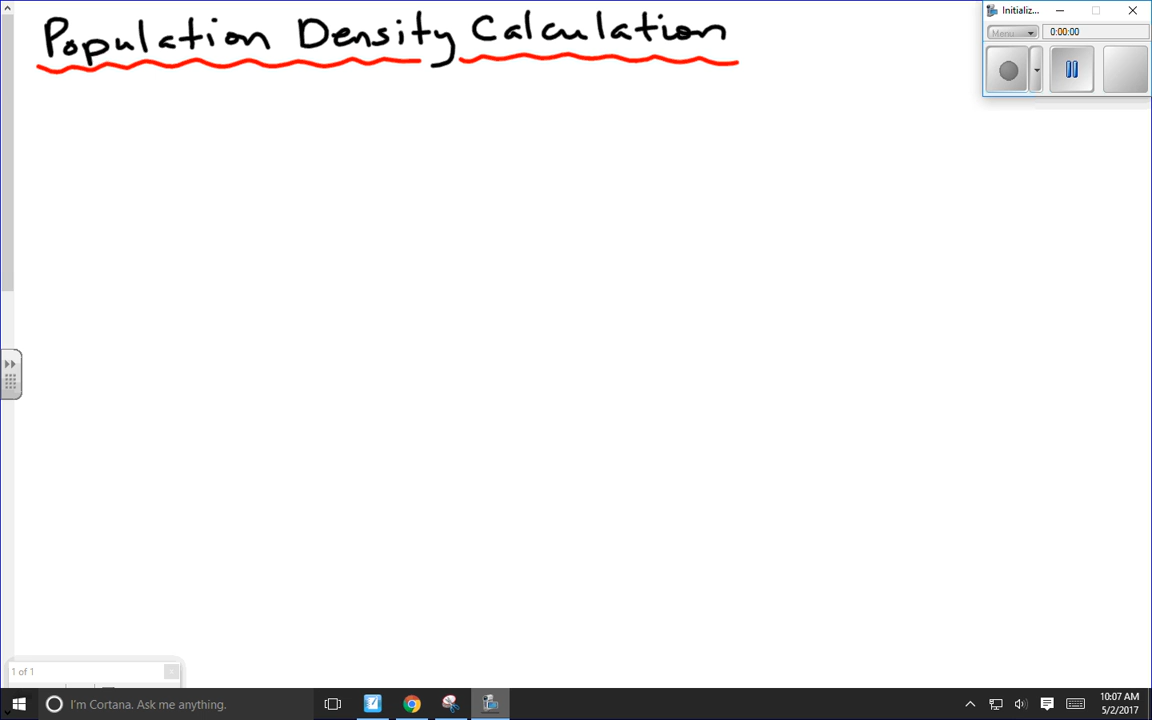 Population Density Calculation
Initializ...
Menu
0:00:00
1 of 1
I'm Cortana. Ask me anything.
10:07 AM
5/2/2017